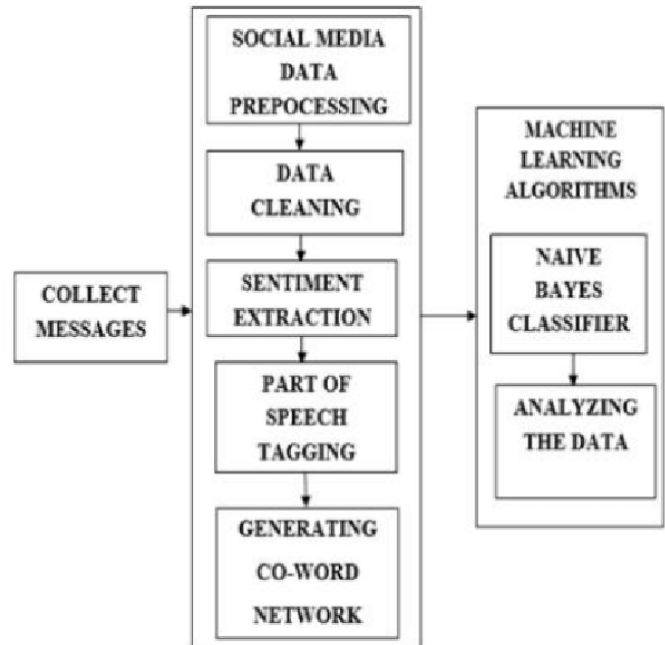 COLLECT
MESSAGES
SOCIAL MEDIA
DATA
PREPOCESSING
DATA
CLEANING
SENTIMENT
EXTRACTION
PART OF
SPEECH
TAGGING
GENERATING
CO-WORD
NETWORK
MACHINE
LEARNING
ALGORITHMS
NAIVE
BAYES
CLASSIFIER
ANALYZING
THE DATA